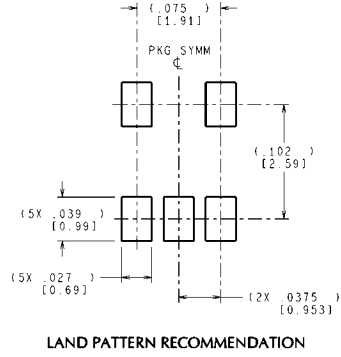 (.075 )
[1.91]
PKG SYMM
℄
(.102 )
[2.59]
(5X .039 )
[0.99]
(5X .027 )
[0.69]
(2X .0375 )
[0.953]
LAND PATTERN RECOMMENDATION